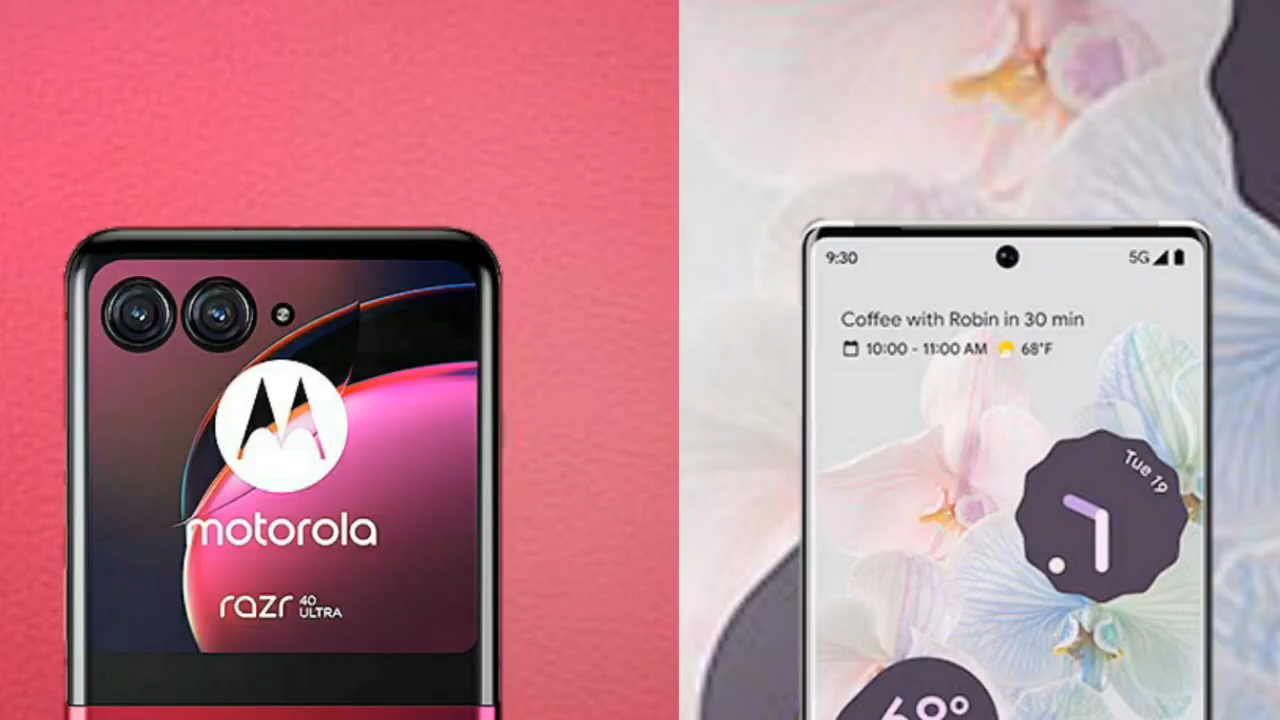 motorola
razr 40 ULTRA
9:30
5G
Coffee with Robin in 30 min
10:00 - 11:00 AM 68°F
Tue 19
68°